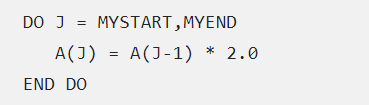 DO J = MYSTART,MYEND
   A(J) = A(J-1) * 2.0
END DO